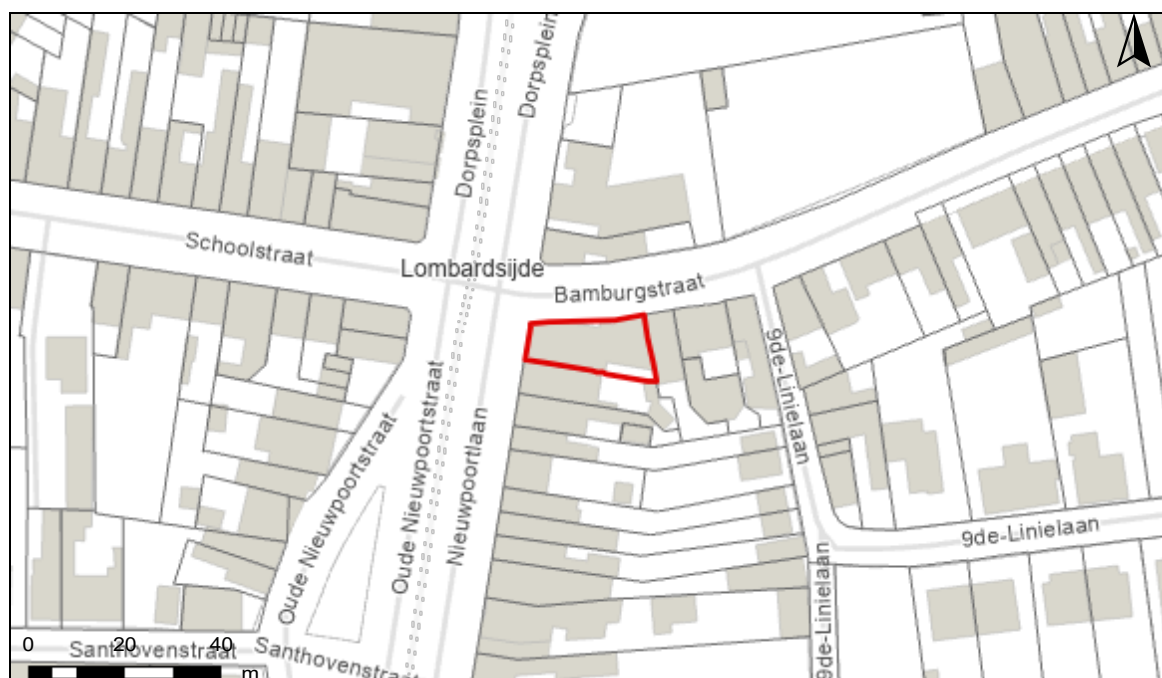 Dorpsplein
Dorpsplein
Schoolstraat
Lombardsijde
Bamburgstraat
9de-Linielaan
Oude Nieuwpoortstraat
Oude Nieuwpoortstraat
Nieuwpoortlaan
9de-Linielaan
9de-Linielaan
Santhovenstraat
Santhovenstraat
0 20 40
m